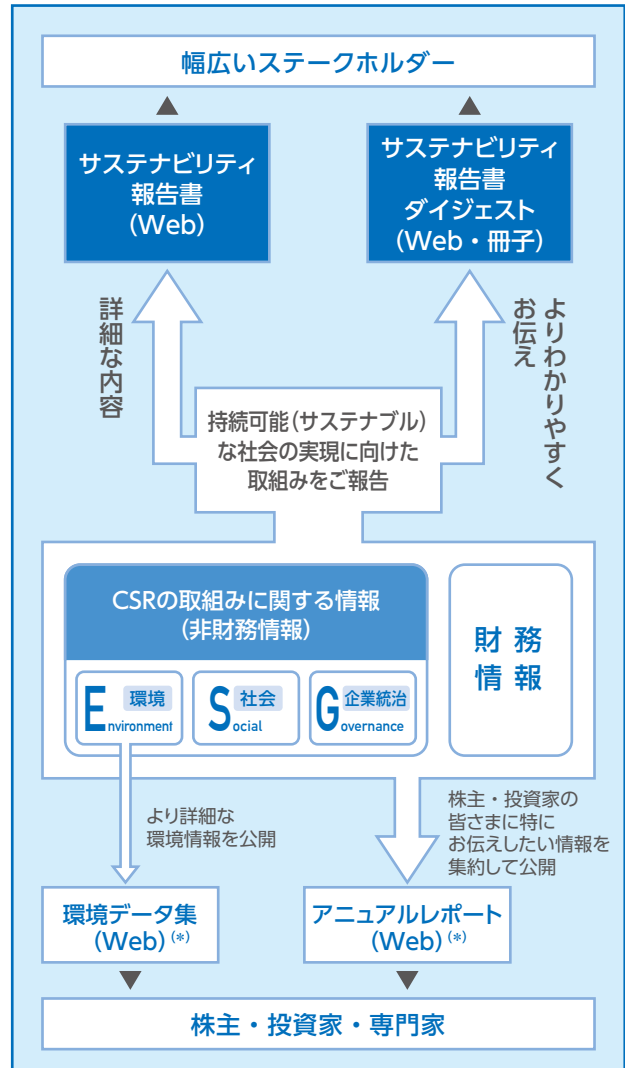 幅広いステークホルダー
サステナビリティ
報告書
(Web)
サステナビリティ
報告書
ダイジェスト
(Web・冊子)
詳細な内容
よりわかりやすく
お伝え
持続可能(サステナブル)
な社会の実現に向けた
取組みをご報告
CSRの取組みに関する情報
(非財務情報)
環境
Environment
社会
Social
企業統治
Governance
財務
情報
より詳細な
環境情報を公開
株主・投資家の
皆さまに特に
お伝えしたい情報を
集約して公開
環境データ集
(Web)(*)
アニュアルレポート
(Web)(*)
株主・投資家・専門家